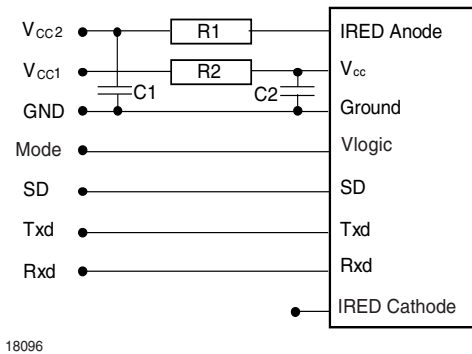 VCC2 R1 IRED Anode
VCC1 R2 Vcc
C1 C2
GND Ground
Mode Vlogic
SD SD
Txd Txd
Rxd Rxd
IRED Cathode
18096